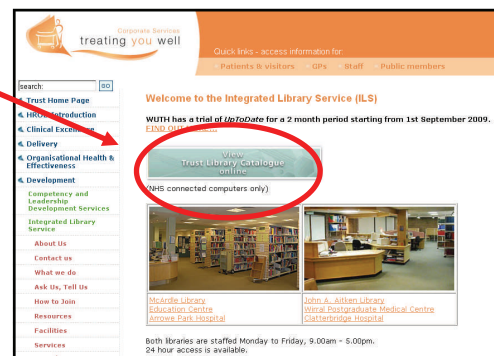 Corporate Services
treating you well
Quick links - access information for:
Patients & visitors GPs Staff Public members
search: GO
Trust Home Page
Clinical Excellence
Delivery
Organisational Health &
Effectiveness
Development
Competency and
Leadership
Development Services
Integrated Library
Service
About Us
Contact us
What we do
Ask Us, Tell Us
How to Join
Resources
Facilities
Services
Welcome to the Integrated Library Service (ILS)
WUTH has a trial of UpToDate for a 2 month period starting from 1st September 2009.
FIND OUT
View
Trust Library Catalogue
online
(NHS connected computers only)
McArdle Library
Education Centre
Arrowe Park Hospital
John A. Aitken Library
Wirral Postgraduate Medical Centre
Clatterbridge Hospital
Both libraries are staffed Monday to Friday, 9.00am - 5.00pm.
24 hour access is available.